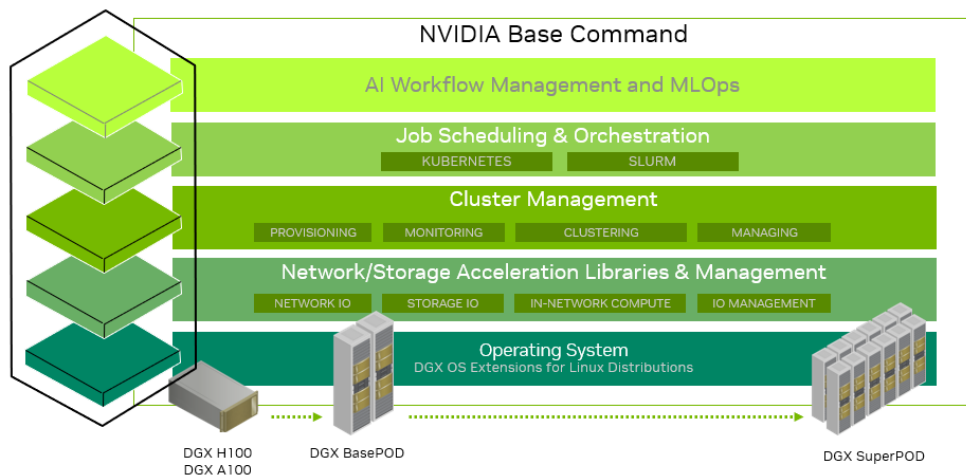 NVIDIA Base Command
AI Workflow Management and MLOps
Job Scheduling & Orchestration
KUBERNETES SLURM
Cluster Management
PROVISIONING MONITORING CLUSTERING MANAGING
Network/Storage Acceleration Libraries & Management
NETWORK IO STORAGE IO IN-NETWORK COMPUTE IO MANAGEMENT
Operating System
DGX OS Extensions for Linux Distributions
DGX H100
DGX A100
DGX BasePOD
DGX SuperPOD